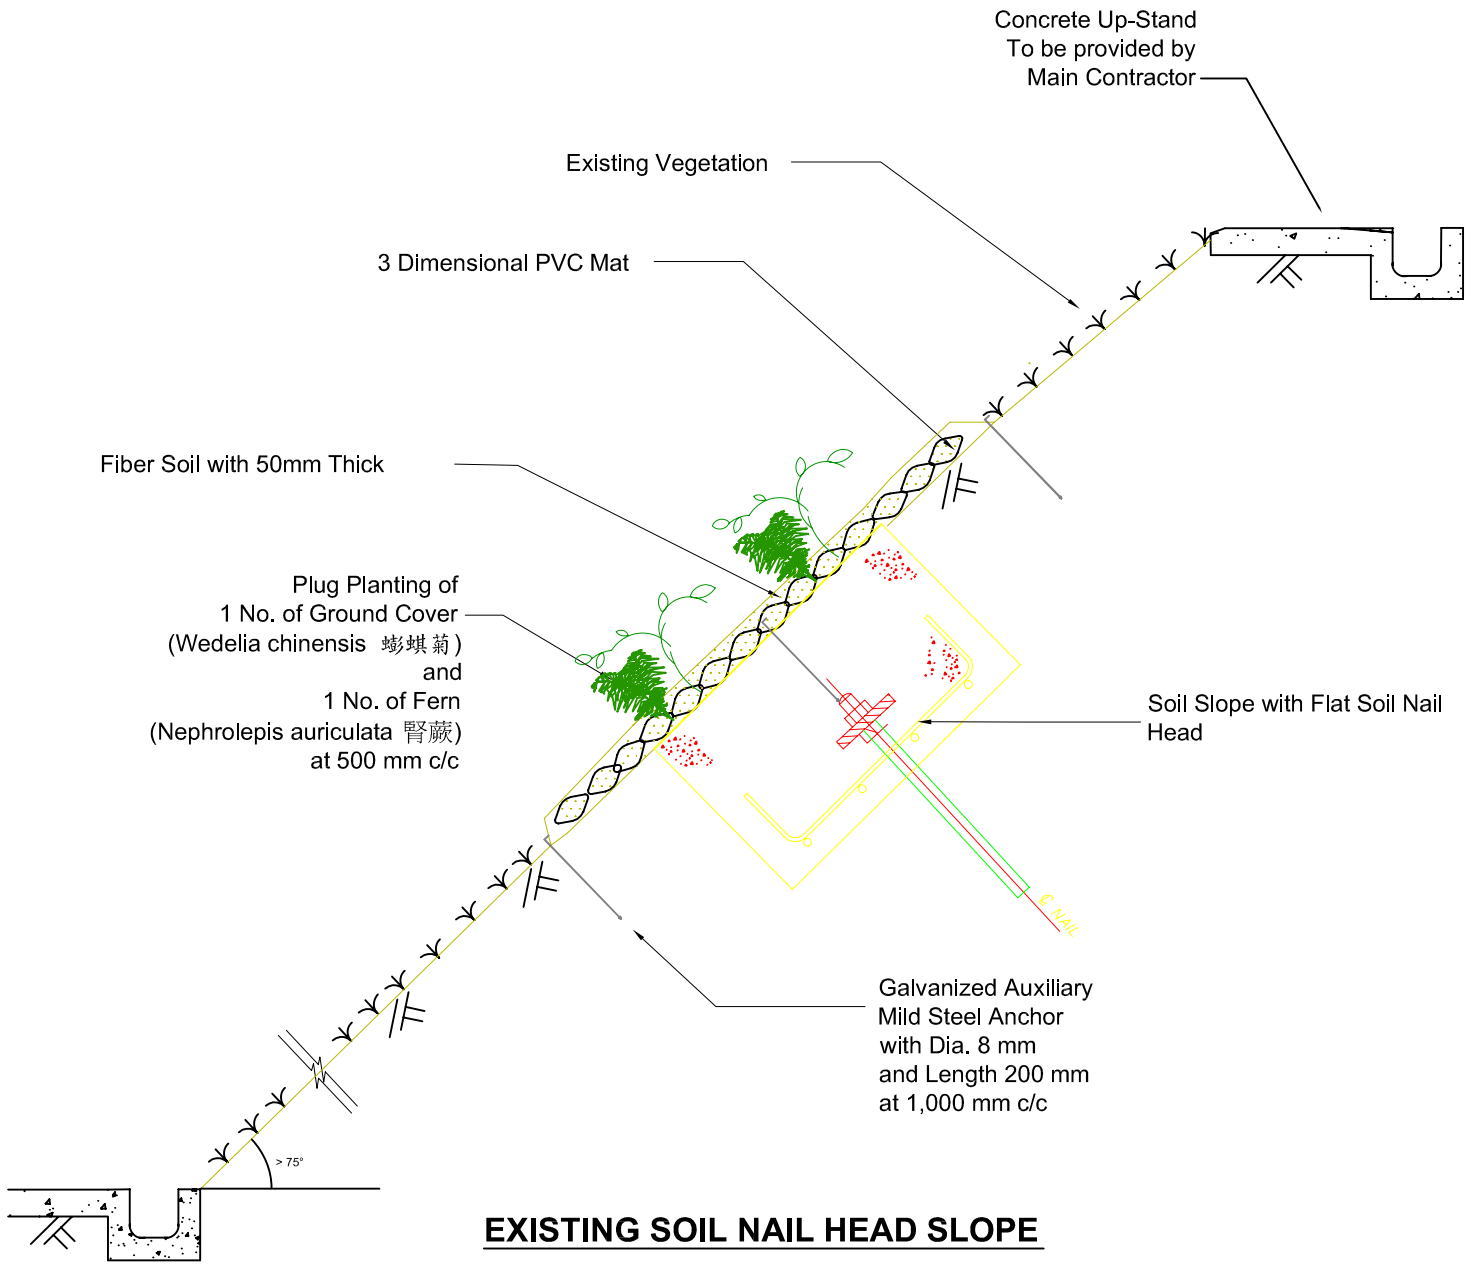 Concrete Up-Stand
To be provided by
Main Contractor
Existing Vegetation
3 Dimensional PVC Mat
Fiber Soil with 50mm Thick
Plug Planting of
1 No. of Ground Cover
(Wedelia chinensis 蟛蜞菊)
and
1 No. of Fern
(Nephrolepis auriculata 腎蕨)
at 500 mm c/c
Soil Slope with Flat Soil Nail
Head
℄ NAIL
Galvanized Auxiliary
Mild Steel Anchor
with Dia. 8 mm
and Length 200 mm
at 1,000 mm c/c
> 75°
EXISTING SOIL NAIL HEAD SLOPE